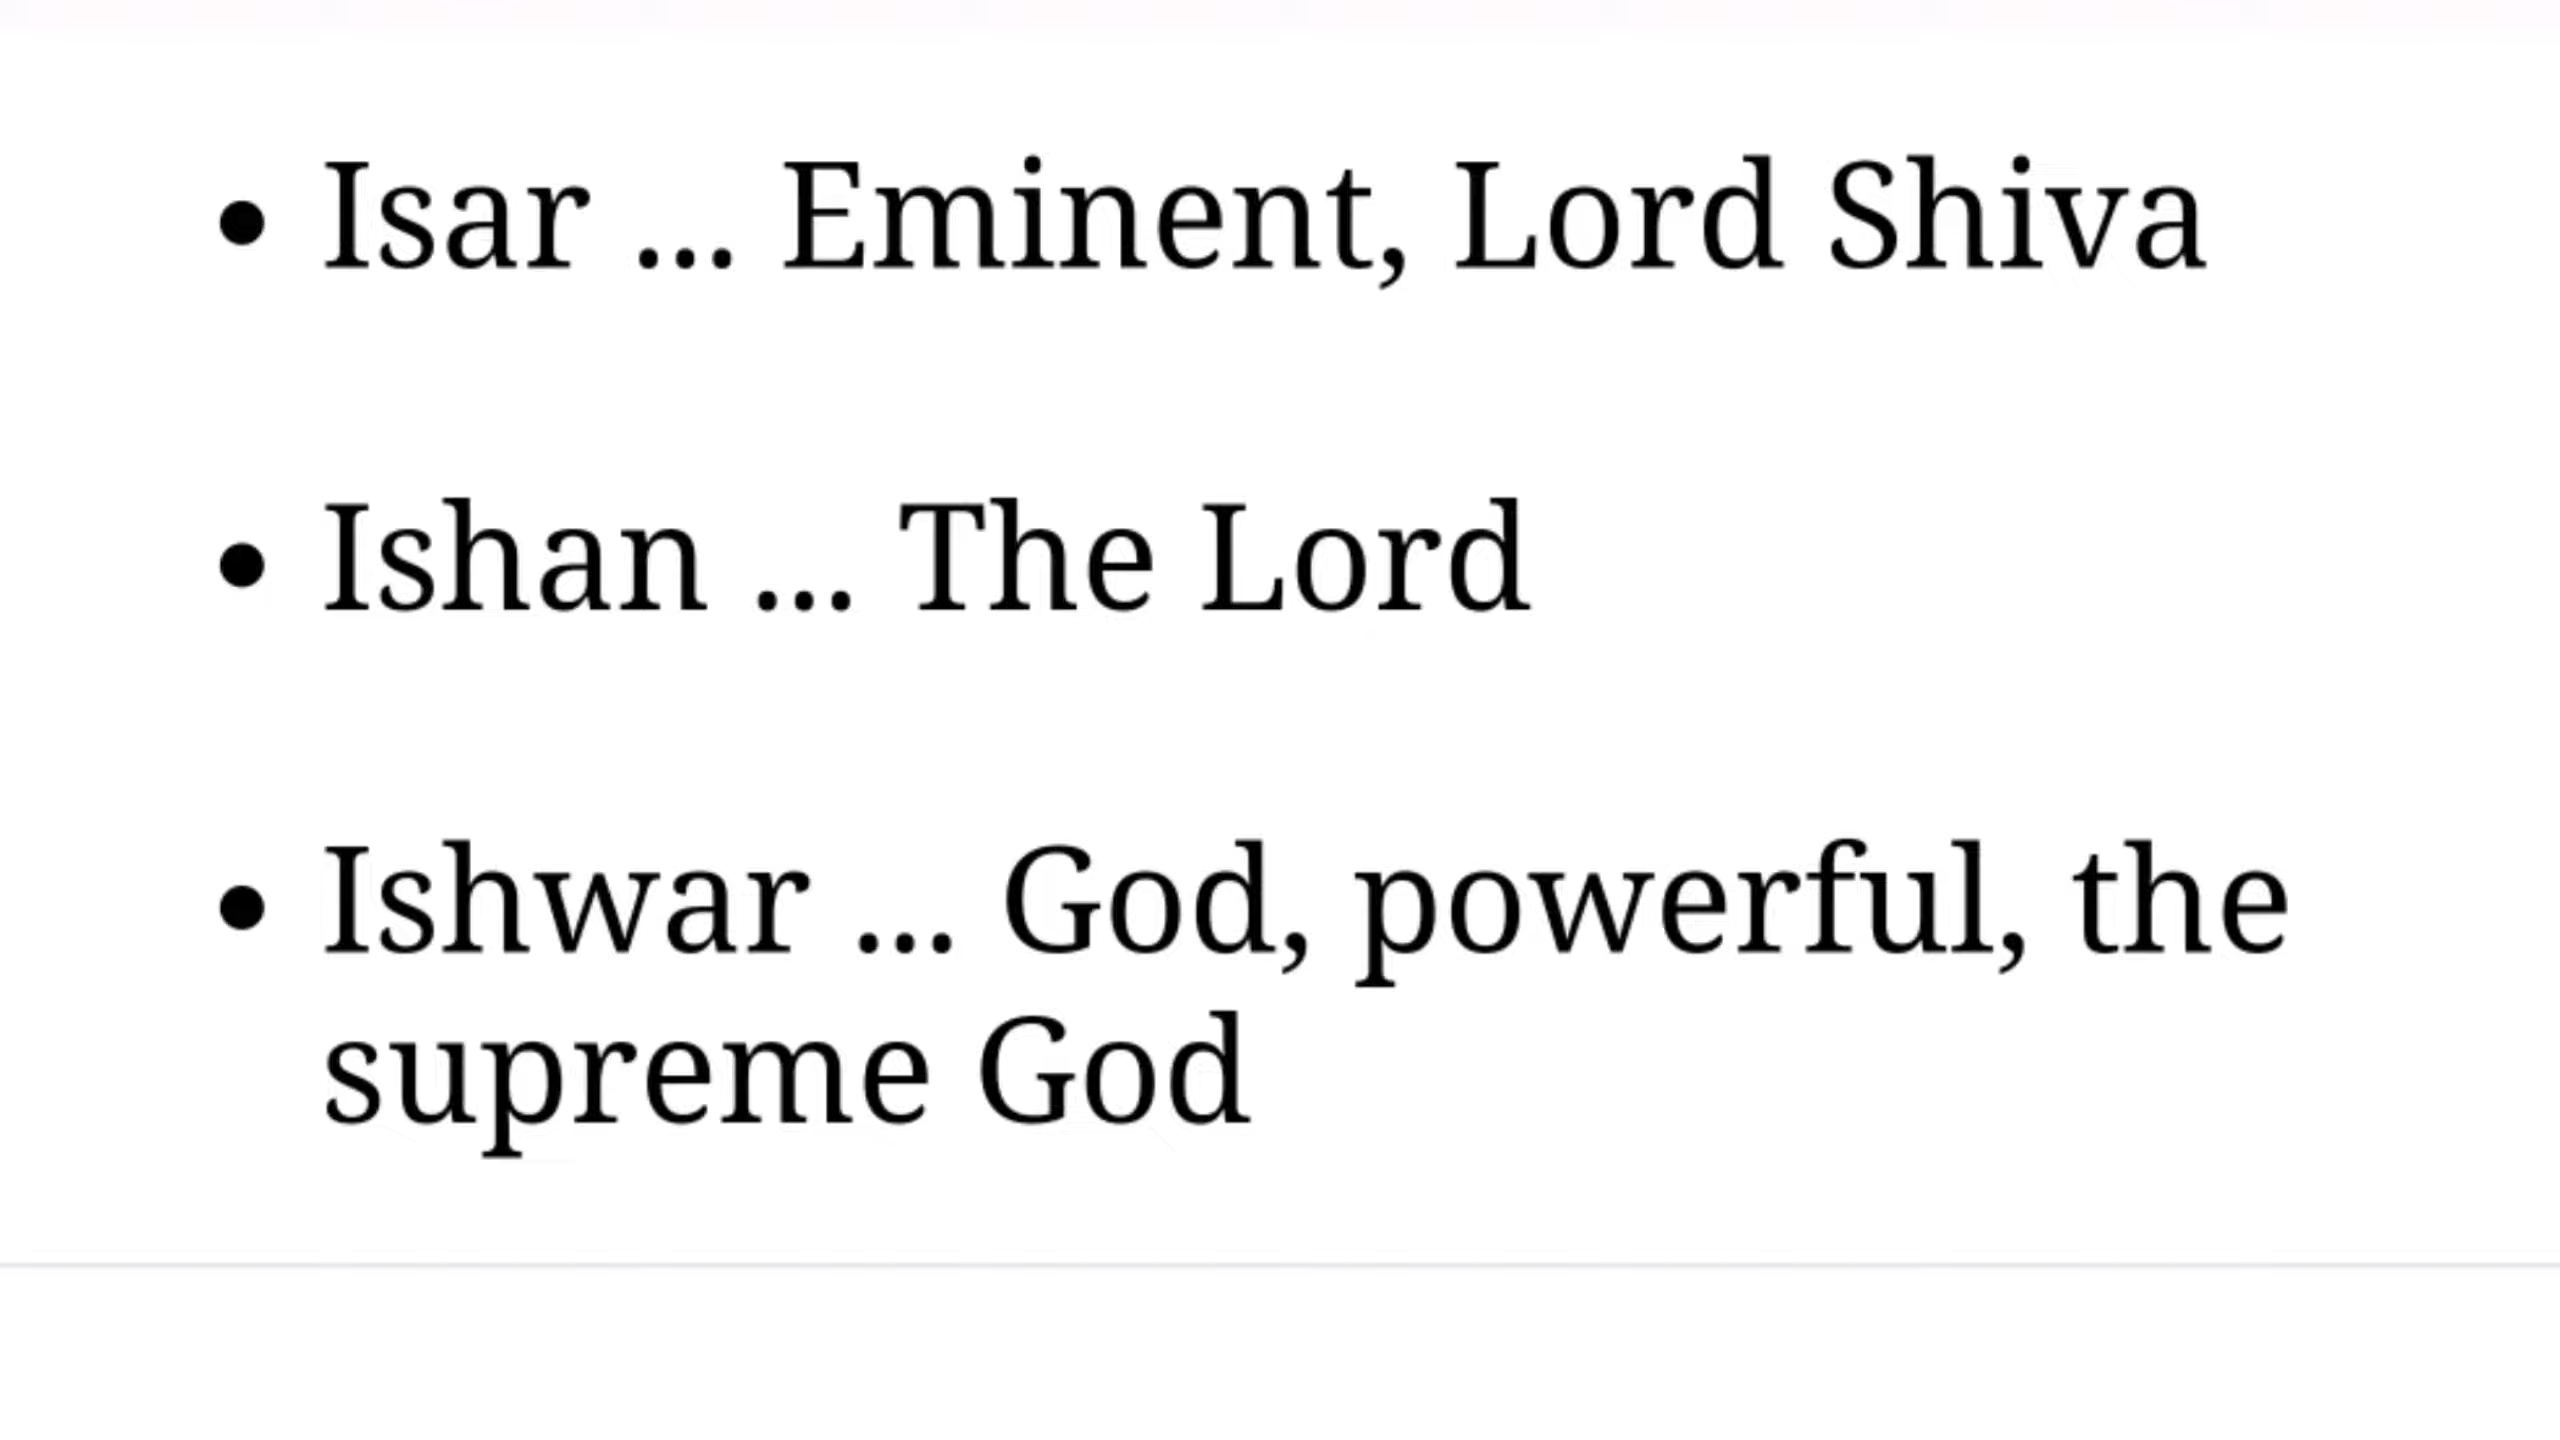 • Isar ... Eminent, Lord Shiva
• Ishan ... The Lord
• Ishwar ... God, powerful, the
supreme God